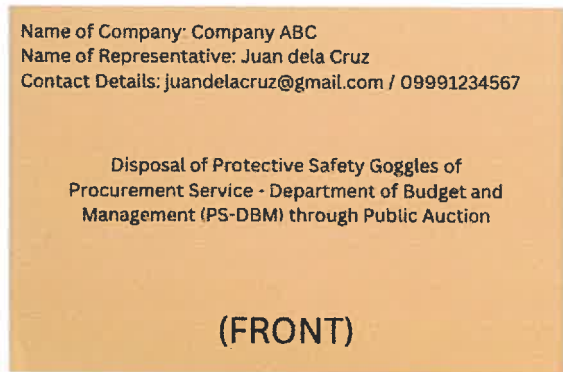 Name of Company: Company ABC
Name of Representative: Juan dela Cruz
Contact Details: juandelacruz@gmail.com / 09991234567
Disposal of Protective Safety Goggles of
Procurement Service - Department of Budget and
Management (PS-DBM) through Public Auction
(FRONT)